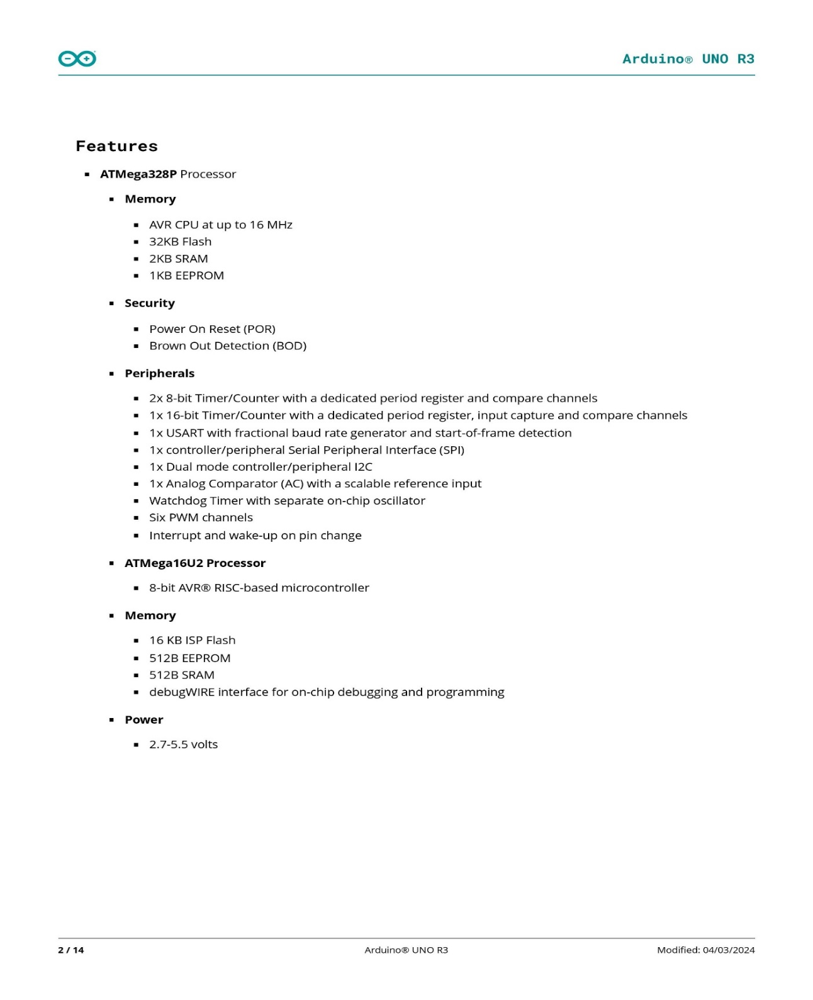 Arduino® UNO R3
Features
▪ ATMega328P Processor
▪ Memory
▪ AVR CPU at up to 16 MHz
▪ 32KB Flash
▪ 2KB SRAM
▪ 1KB EEPROM
▪ Security
▪ Power On Reset (POR)
▪ Brown Out Detection (BOD)
▪ Peripherals
▪ 2x 8-bit Timer/Counter with a dedicated period register and compare channels
▪ 1x 16-bit Timer/Counter with a dedicated period register, input capture and compare channels
▪ 1x USART with fractional baud rate generator and start-of-frame detection
▪ 1x controller/peripheral Serial Peripheral Interface (SPI)
▪ 1x Dual mode controller/peripheral I2C
▪ 1x Analog Comparator (AC) with a scalable reference input
▪ Watchdog Timer with separate on-chip oscillator
▪ Six PWM channels
▪ Interrupt and wake-up on pin change
▪ ATMega16U2 Processor
▪ 8-bit AVR® RISC-based microcontroller
▪ Memory
▪ 16 KB ISP Flash
▪ 512B EEPROM
▪ 512B SRAM
▪ debugWIRE interface for on-chip debugging and programming
▪ Power
▪ 2.7-5.5 volts
2 / 14 Arduino® UNO R3 Modified: 04/03/2024